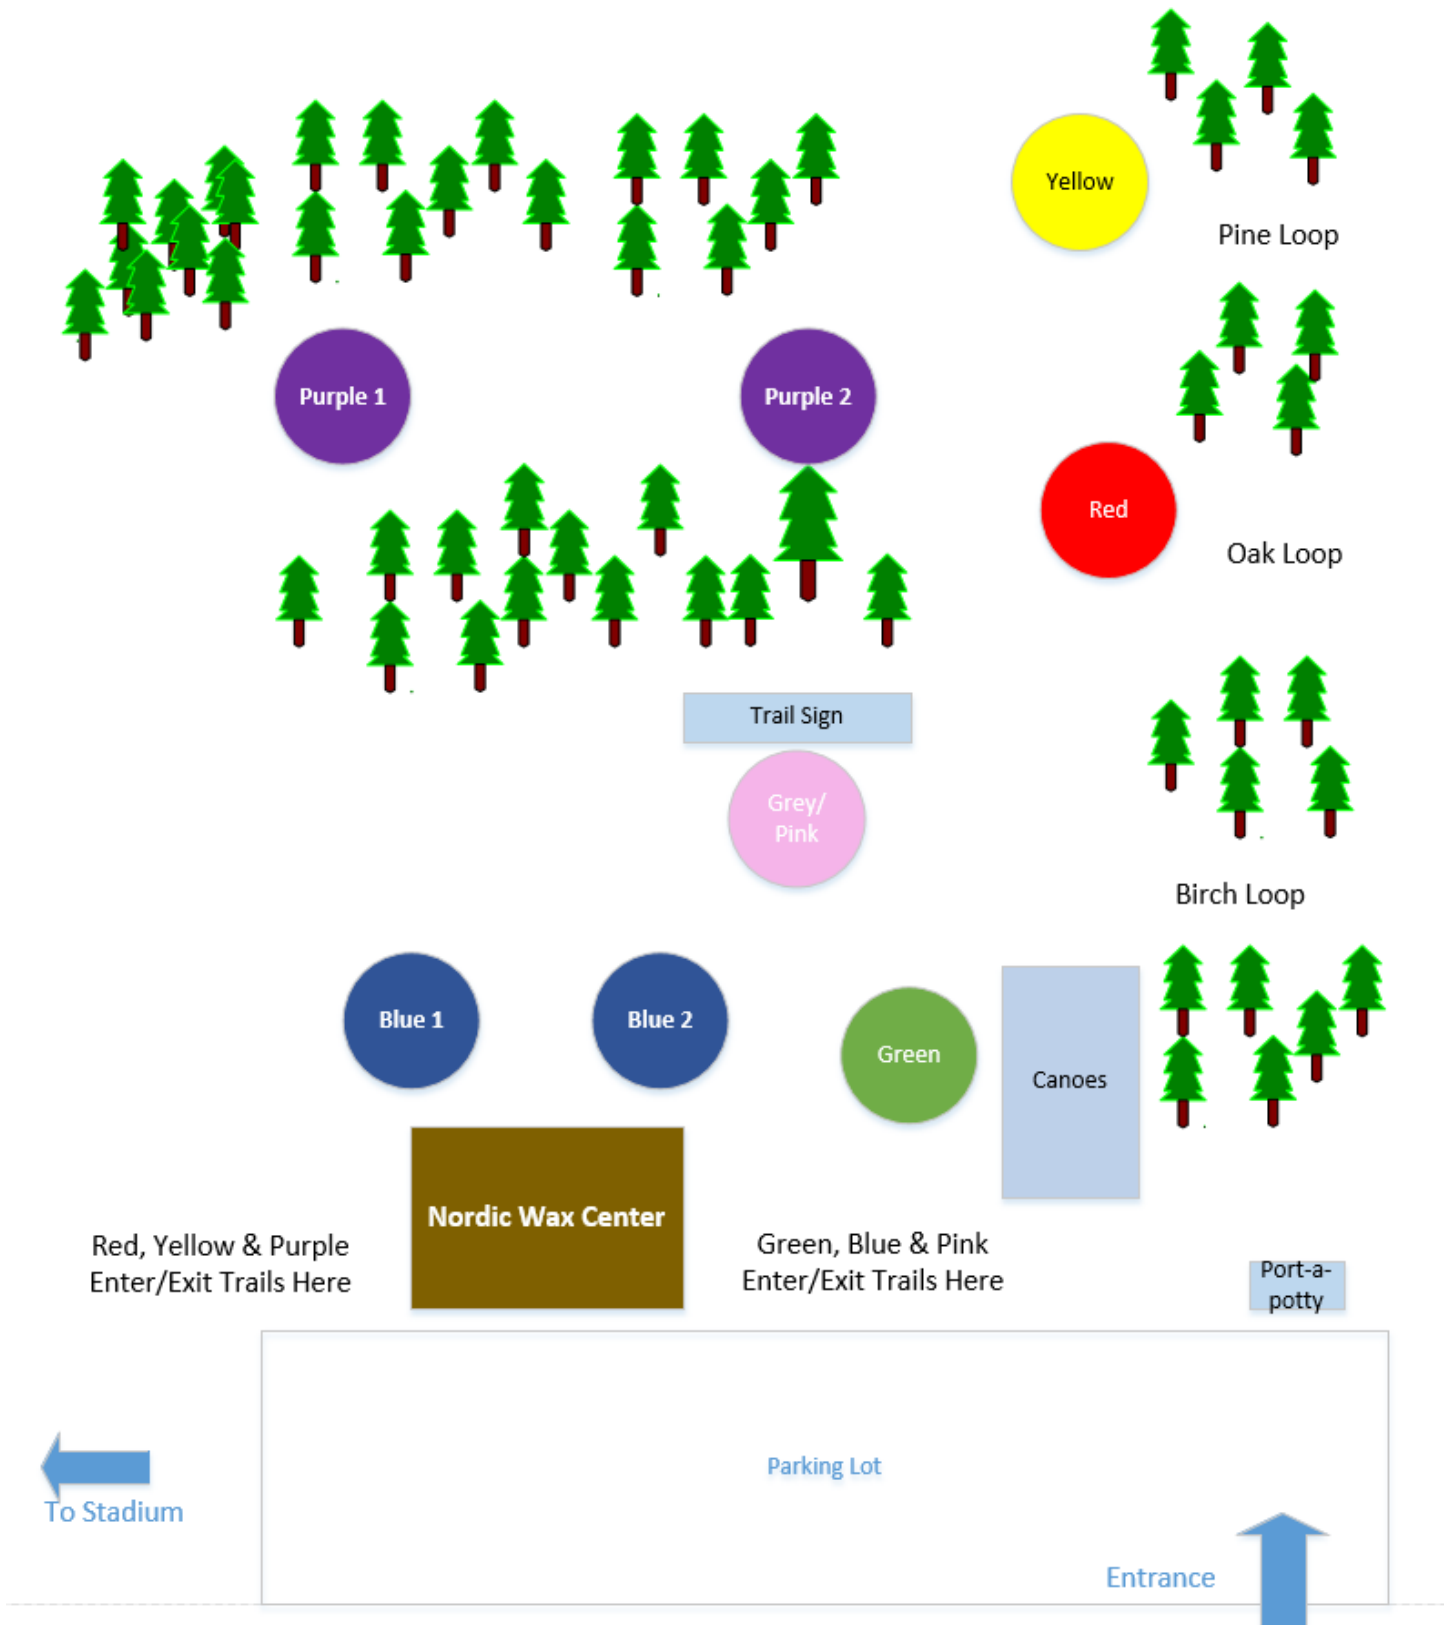 Yellow
Pine Loop
Purple 1
Purple 2
Red
Oak Loop
Trail Sign
Grey/
Pink
Birch Loop
Blue 1
Blue 2
Green
Canoes
Nordic Wax Center
Red, Yellow & Purple
Enter/Exit Trails Here
Green, Blue & Pink
Enter/Exit Trails Here
Port-a-
potty
Parking Lot
To Stadium
Entrance